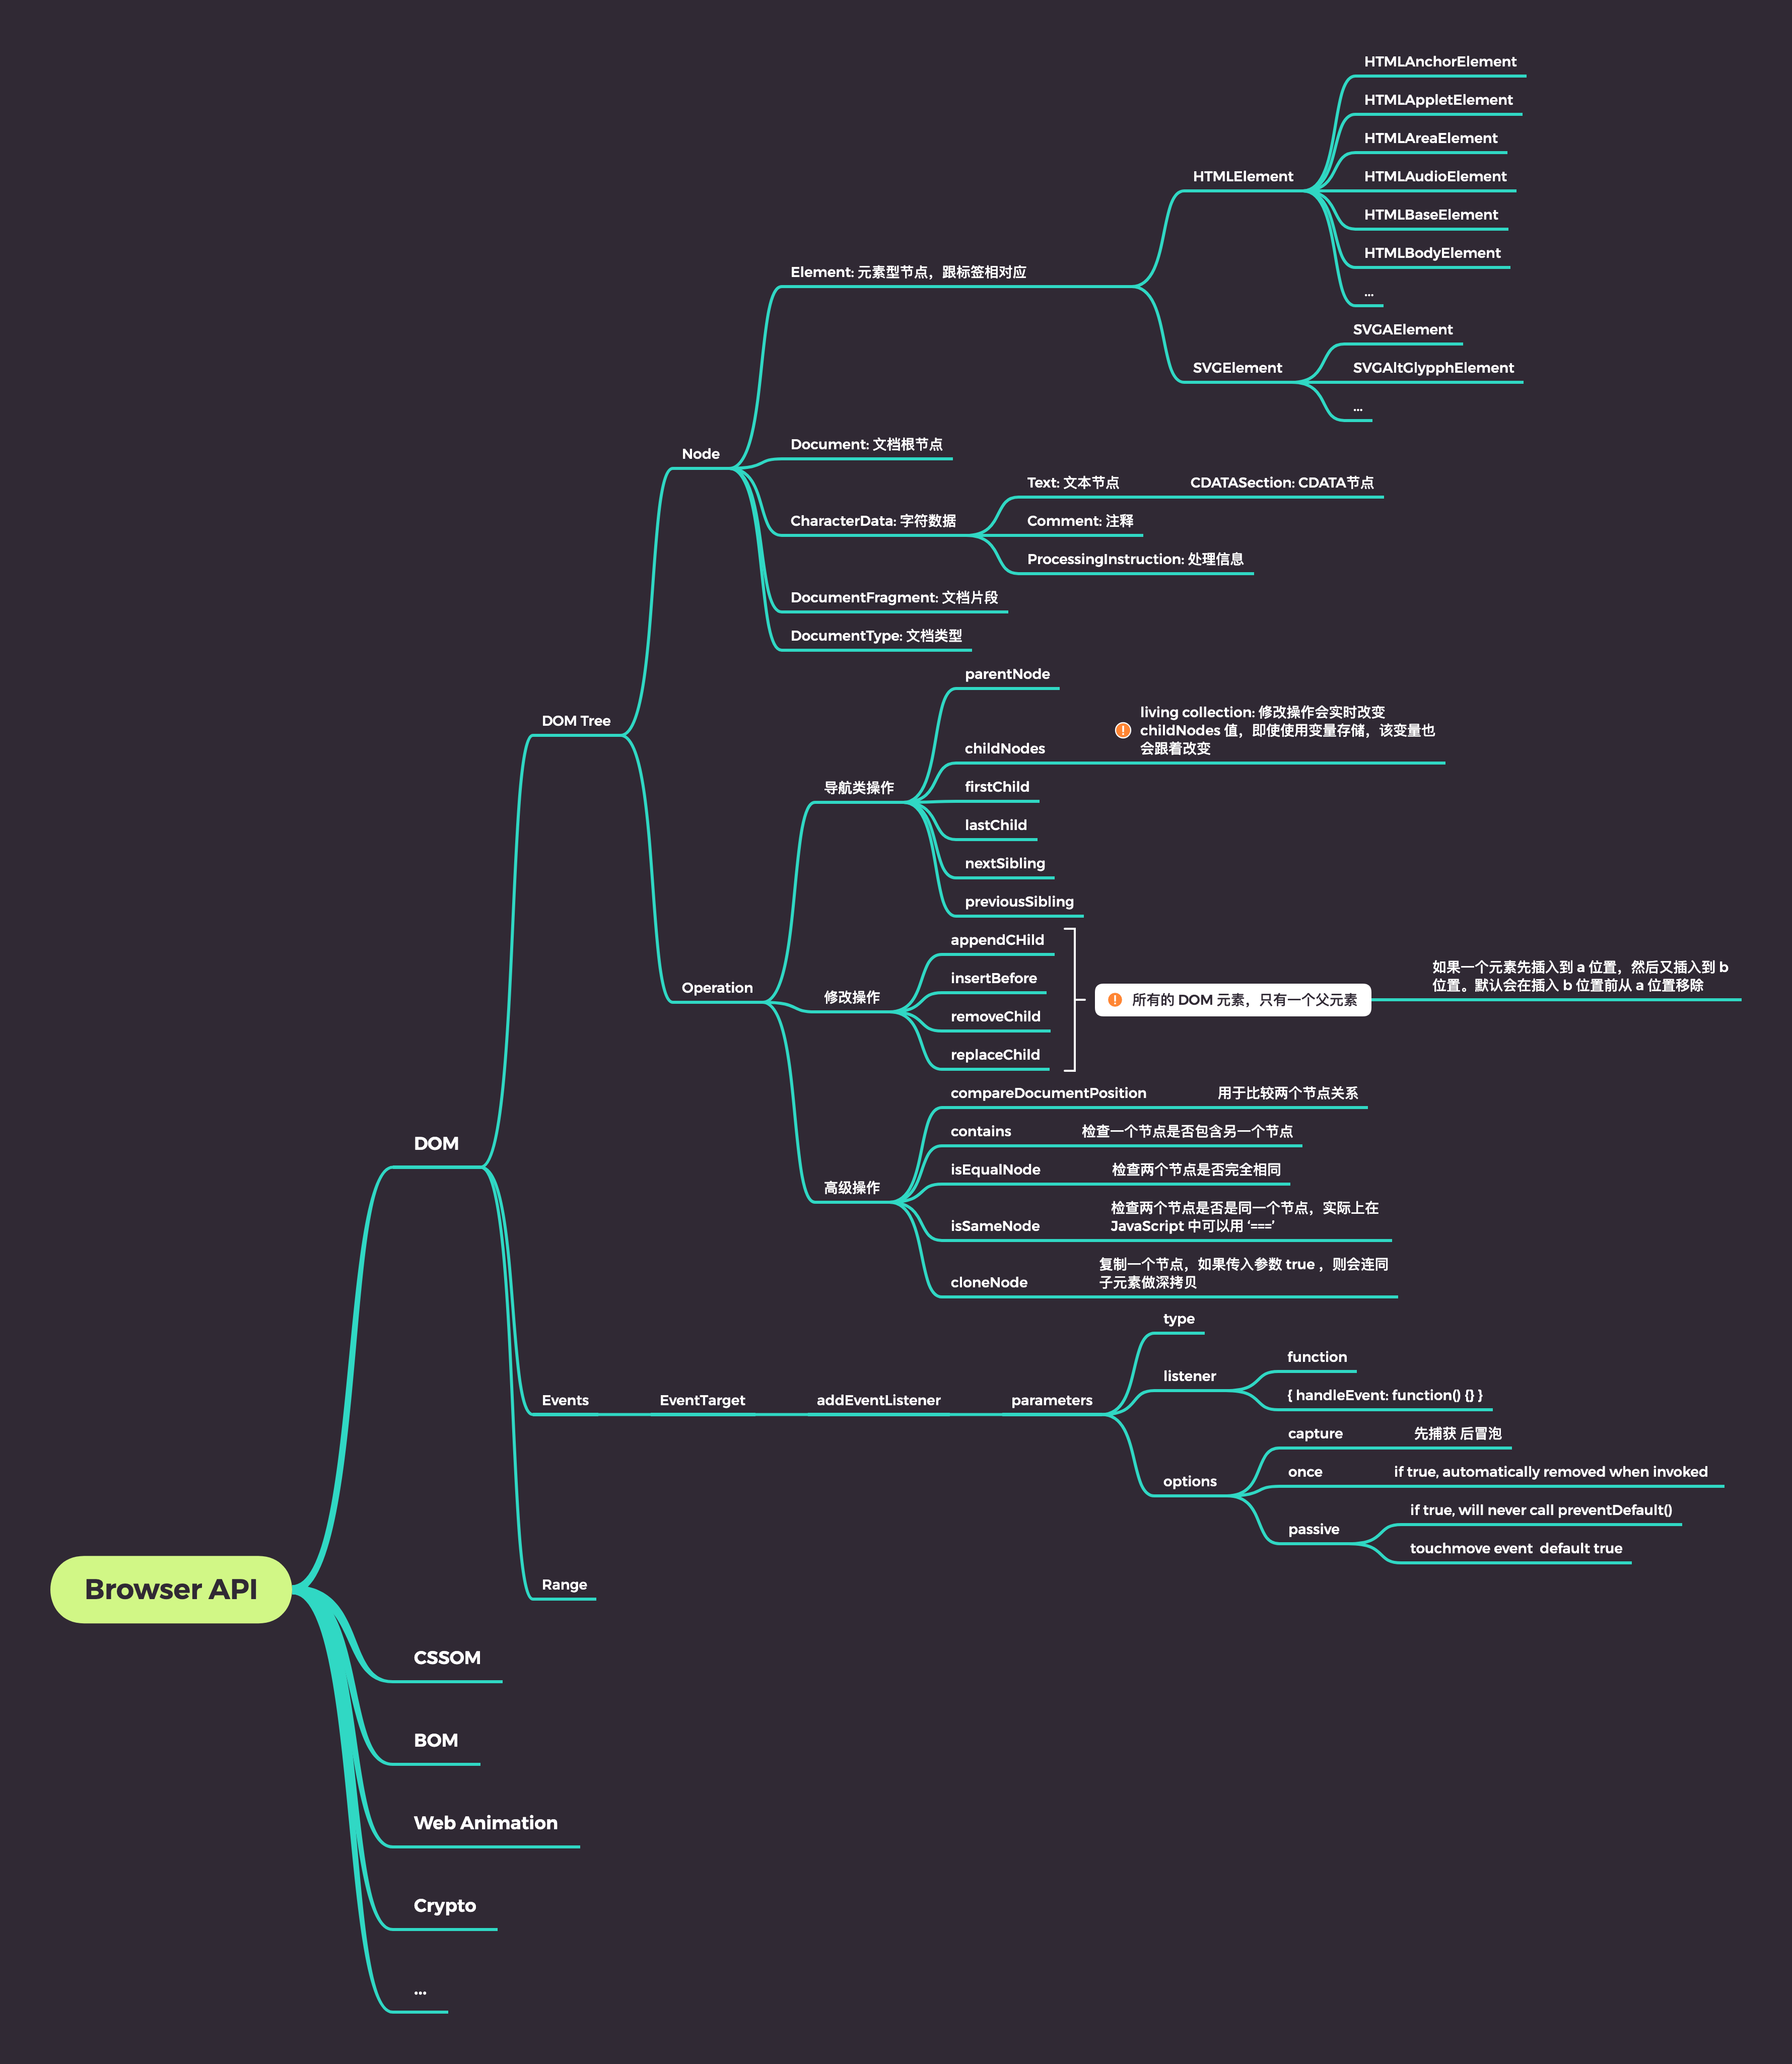 HTMLAnchorElement
HTMLAppletElement
HTMLAreaElement
HTMLElement
HTMLAudioElement
HTMLBaseElement
HTMLBodyElement
...
Element: 元素型节点，跟标签相对应
SVGAElement
SVGElement
SVGAltGlypphElement
...
Node
Document: 文档根节点
Text: 文本节点
CDATASection: CDATA节点
CharacterData: 字符数据
Comment: 注释
ProcessingInstruction: 处理信息
DocumentFragment: 文档片段
DocumentType: 文档类型
DOM Tree
parentNode
living collection: 修改操作会实时改变
childNodes 值，即使使用变量存储，该变量也
会跟着改变
childNodes
导航类操作
firstChild
lastChild
nextSibling
previousSibling
Operation
appendCHild
修改操作
insertBefore
removeChild
replaceChild
所有的 DOM 元素，只有一个父元素
如果一个元素先插入到 a 位置，然后又插入到 b
位置。默认会在插入 b 位置前从 a 位置移除
compareDocumentPosition
用于比较两个节点关系
contains
检查一个节点是否包含另一个节点
高级操作
isEqualNode
检查两个节点是否完全相同
isSameNode
检查两个节点是否是同一个节点，实际上在
JavaScript 中可以用 ‘===’
cloneNode
复制一个节点，如果传入参数 true ，则会连同
子元素做深拷贝
DOM
Events
EventTarget
addEventListener
parameters
type
listener
function
{ handleEvent: function() {} }
options
capture
先捕获 后冒泡
once
if true, automatically removed when invoked
passive
if true, will never call preventDefault()
touchmove event  default true
Range
Browser API
CSSOM
BOM
Web Animation
Crypto
...